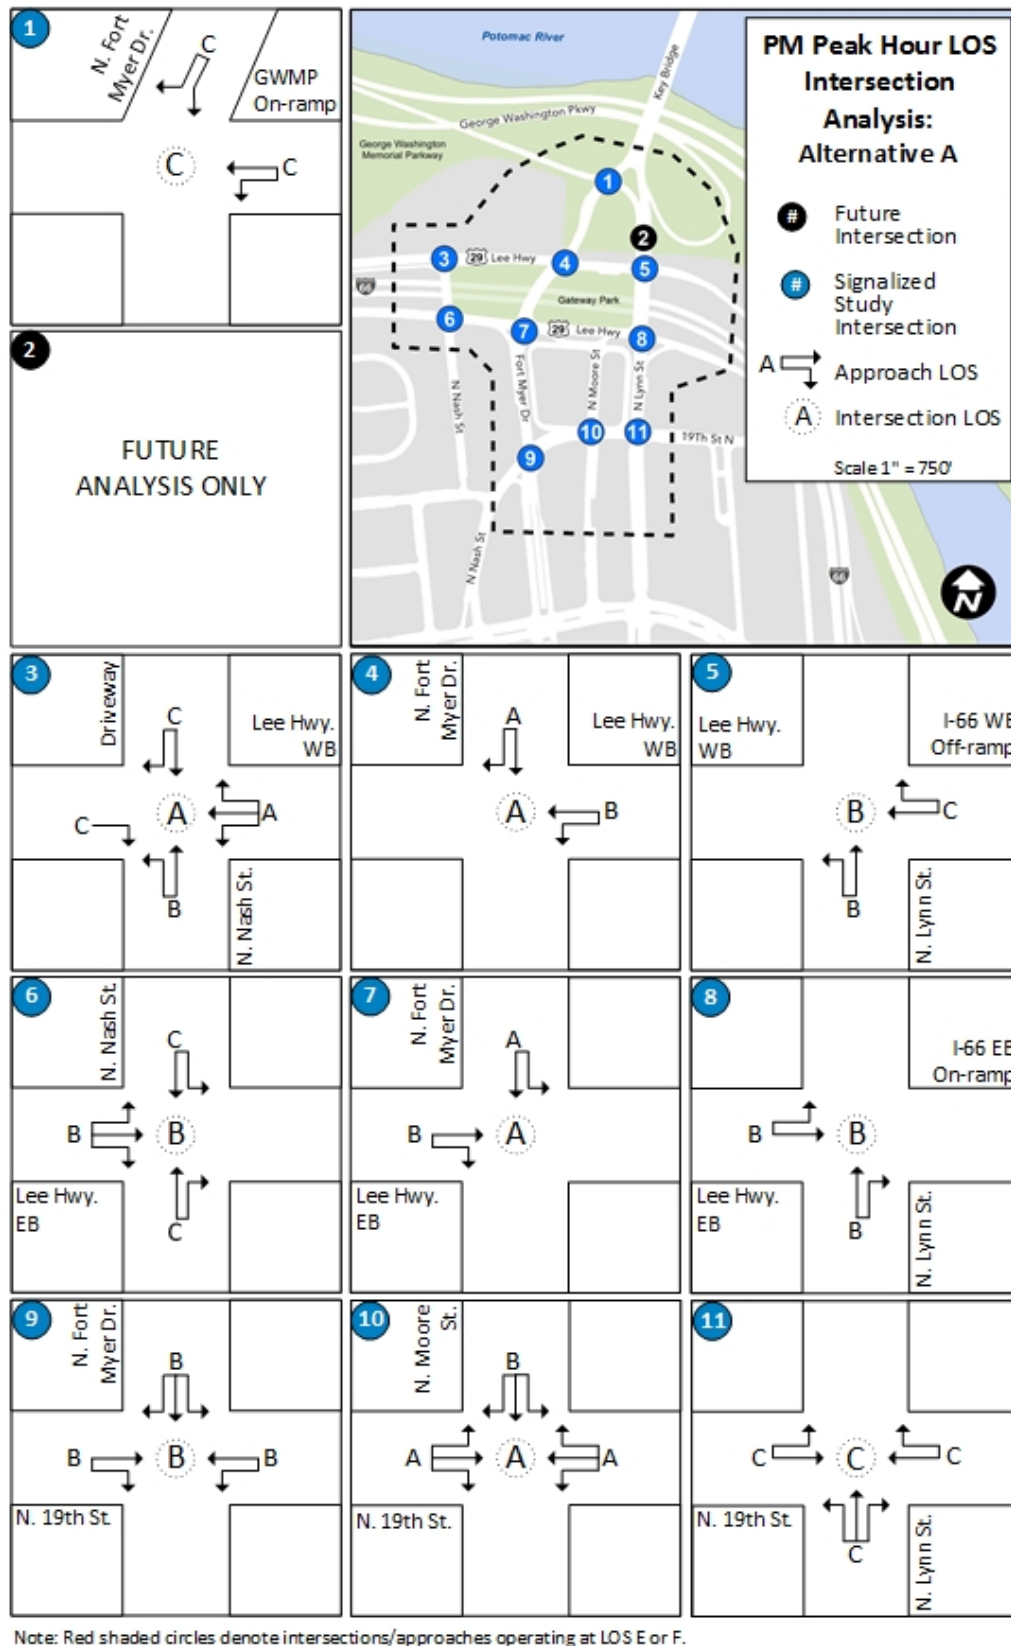 1
N. Fort
Myer Dr.
C
GWMP
On-ramp
C
C
2
FUTURE
ANALYSIS ONLY
Potomac River
Key Bridge
George Washington Pkwy
George Washington
Memorial Parkway
1
2
3
29
Lee Hwy
4
5
66
Gateway Park
6
7
29
Lee Hwy
8
N Nash St
Fort Myer Dr
N Moore St
N Lynn St
10
11
19Th St N
9
N Nash St
66
N
PM Peak Hour LOS
Intersection
Analysis:
Alternative A
#
Future
Intersection
#
Signalized
Study
Intersection
A
Approach LOS
A
Intersection LOS
Scale 1" = 750'
3
Driveway
C
Lee Hwy.
WB
A
A
C
B
N. Nash St.
4
N. Fort
Myer Dr.
A
Lee Hwy.
WB
A
B
5
Lee Hwy.
WB
I-66 WB
Off-ramp
B
C
B
N. Lynn St.
6
N. Nash St.
C
B
B
Lee Hwy.
EB
C
7
N. Fort
Myer Dr.
A
B
A
Lee Hwy.
EB
8
I-66 EB
On-ramp
B
B
Lee Hwy.
EB
B
N. Lynn St.
9
N. Fort
Myer Dr.
B
B
B
B
N. 19th St.
10
N. Moore
St.
B
A
A
A
N. 19th St.
11
C
C
C
N. 19th St.
C
N. Lynn St.
Note: Red shaded circles denote intersections/approaches operating at LOS E or F.